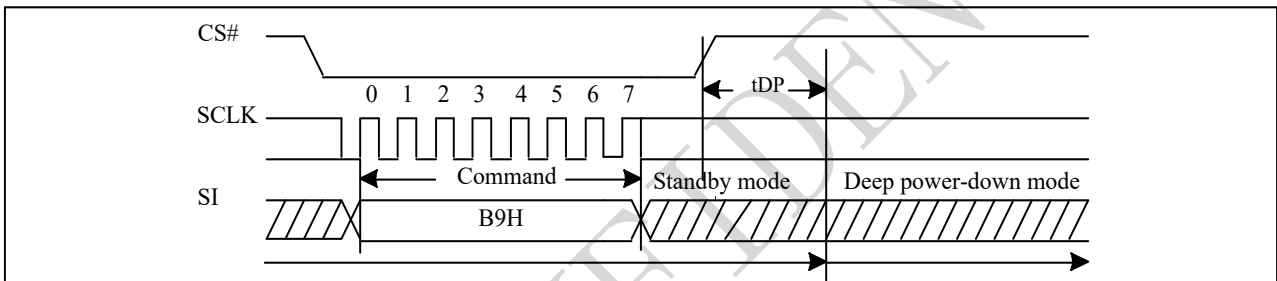 CS#
tDP
0 1 2 3 4 5 6 7
SCLK
Command
Standby mode
Deep power-down mode
SI
B9H